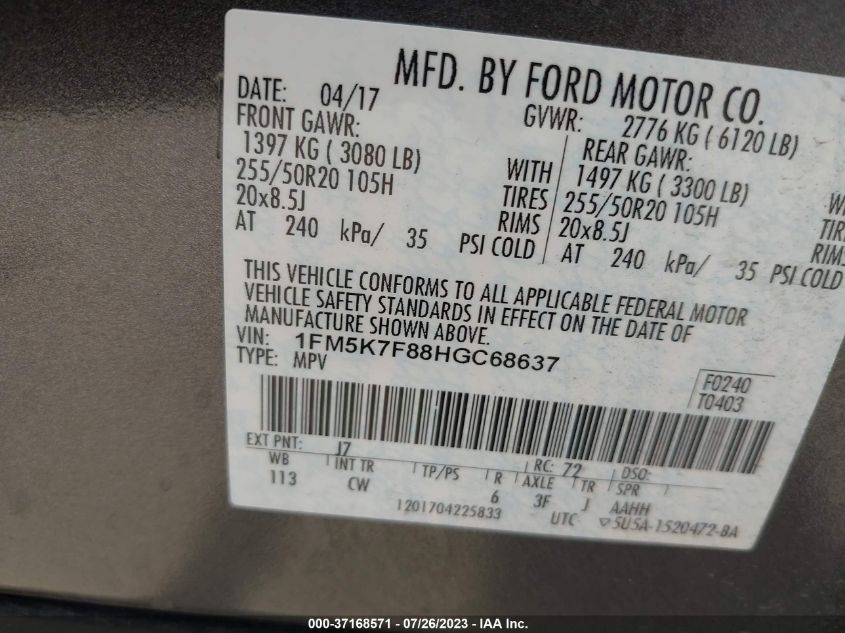 MFD. BY FORD MOTOR CO.
DATE: 04/17 GVWR: 2776 KG ( 6120 LB)
FRONT GAWR: REAR GAWR:
1397 KG ( 3080 LB) WITH 1497 KG ( 3300 LB)
255/50R20 105H TIRES 255/50R20 105H
20x8.5J RIMS 20x8.5J RIMS
AT 240 kPa/ 35 PSI COLD AT 240 kPa/ 35 PSI COLD
THIS VEHICLE CONFORMS TO ALL APPLICABLE FEDERAL MOTOR
VEHICLE SAFETY STANDARDS IN EFFECT ON THE DATE OF
MANUFACTURE SHOWN ABOVE.
VIN: 1FM5K7F88HGC68637
TYPE: MPV
F0240
T0403
EXT PNT: J7 RC: 72 DSO:
WB INT TR TP/PS R AXLE TR SPR
113 CW 6 3F J AAHH
1201704225833 UTC ▽5U5A-1520472-BA
000-37168571 / 07/26/2023 - IAA Inc.